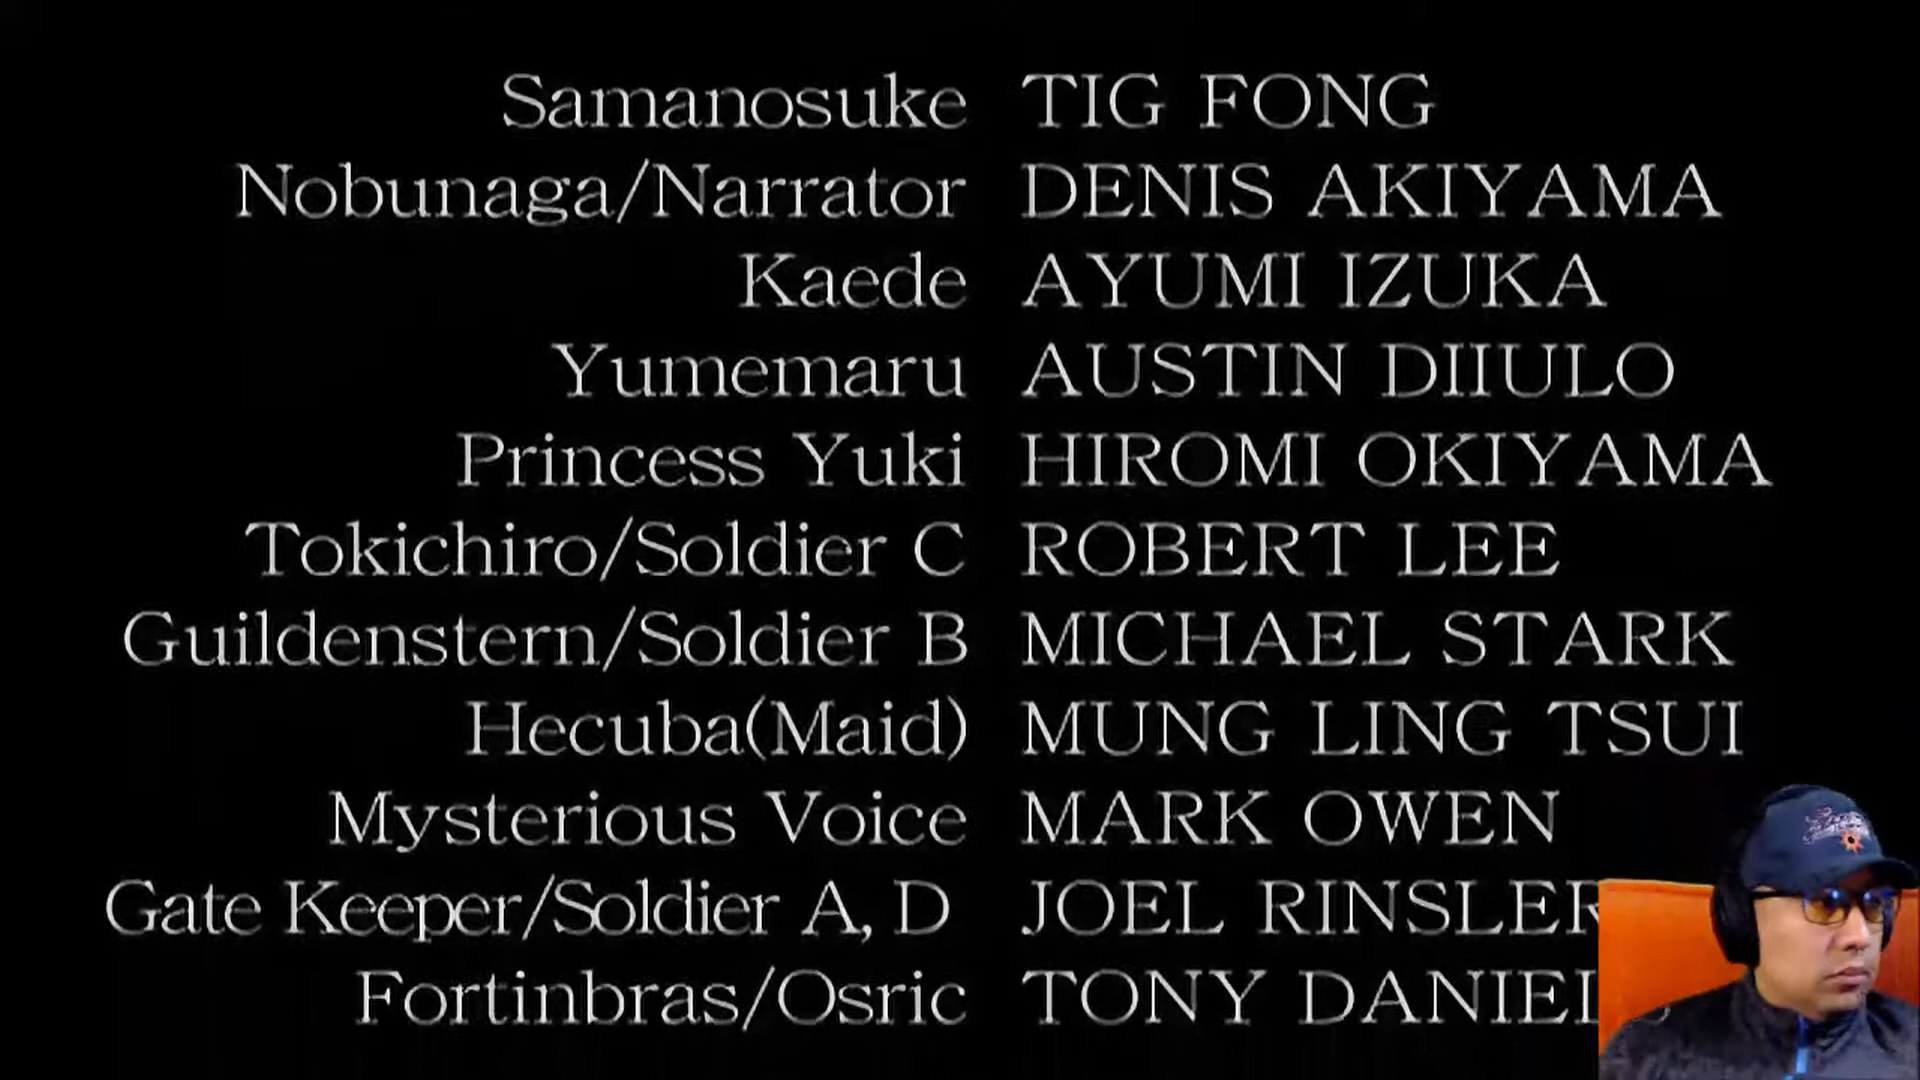 Samanosuke TIG FONG
Nobunaga/Narrator DENIS AKIYAMA
Kaede AYUMI IZUKA
Yumemaru AUSTIN DIIULO
Princess Yuki HIROMI OKIYAMA
Tokichiro/Soldier C ROBERT LEE
Guildenstern/Soldier B MICHAEL STARK
Hecuba(Maid) MUNG LING TSUI
Mysterious Voice MARK OWEN
Gate Keeper/Soldier A, D JOEL RINSLER
Fortinbras/Osric TONY